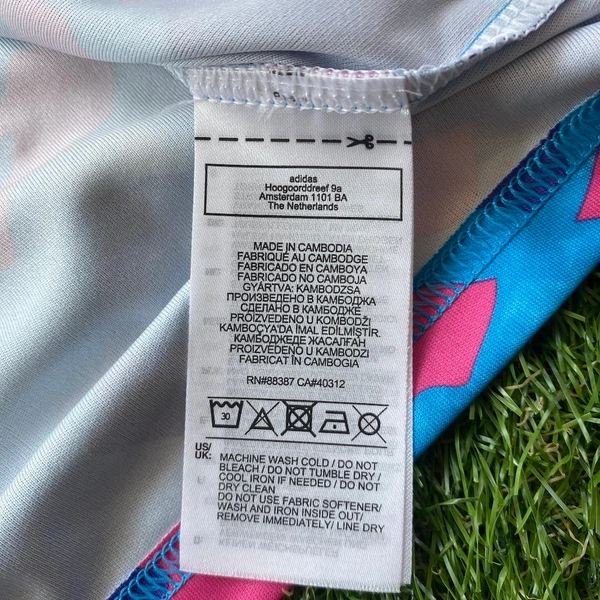 adidas
Hoogoorddreef 9a
Amsterdam 1101 BA
The Netherlands
MADE IN CAMBODIA
FABRIQUÉ AU CAMBODGE
FABRICADO EN CAMBOYA
FABRICADO NO CAMBOJA
GYÁRTVA: KAMBODZSA
ПРОИЗВЕДЕНО В КАМБОДЖА
СДЕЛАНО В КАМБОДЖЕ
PROIZVEDENO U KOMBODŽI
KAMBOÇYA'DA İMAL EDİLMİŞTİR.
КАМБОДЖЕДЕ ЖАСАЛҒАН
PROIZVEDENO U KAMBODZI
FABRICAT ÎN CAMBOGIA
RN#88387 CA#40312
30
US/
UK:
MACHINE WASH COLD / DO NOT
BLEACH / DO NOT TUMBLE DRY /
COOL IRON IF NEEDED / DO NOT
DRY CLEAN
DO NOT USE FABRIC SOFTENER/
WASH AND IRON INSIDE OUT/
REMOVE IMMEDIATELY/ LINE DRY